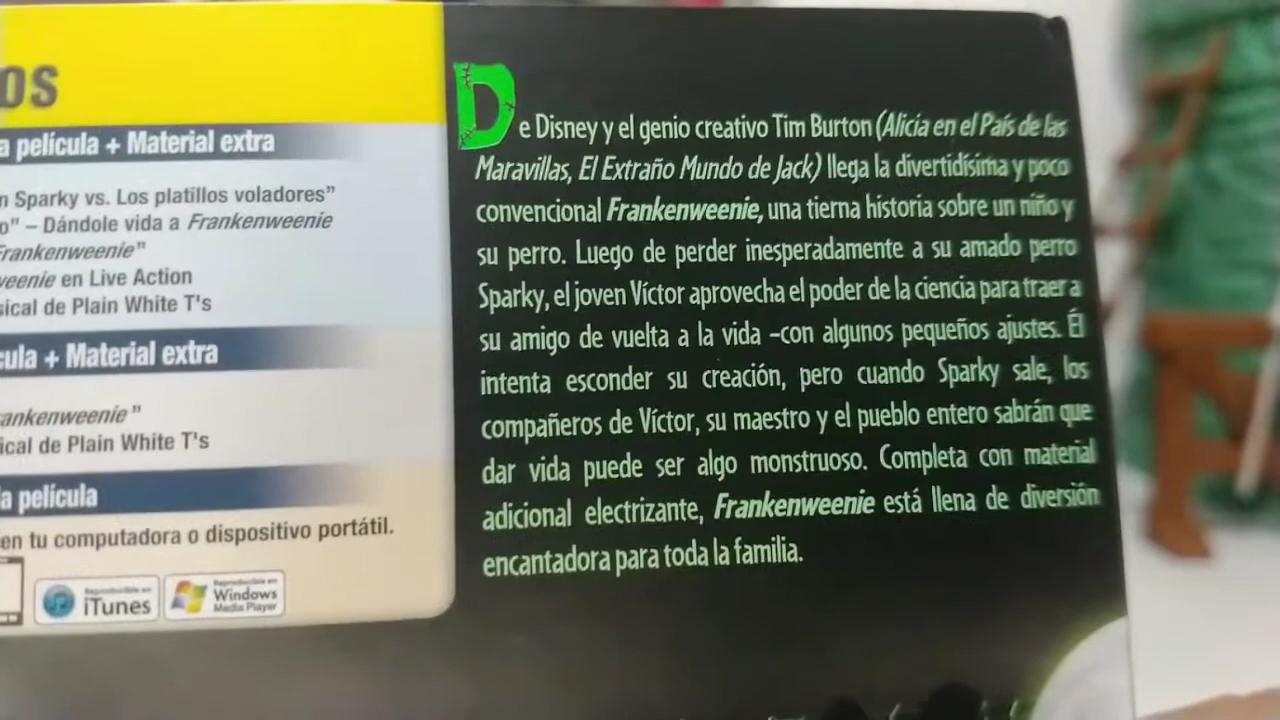 OS
a película + Material extra
n Sparky vs. Los platillos voladores"
o" – Dándole vida a Frankenweenie
Frankenweenie"
weenie en Live Action
sical de Plain White T's
cula + Material extra
rankenweenie"
ical de Plain White T's
a película
en tu computadora o dispositivo portátil.
Reproducible en
iTunes
Reproducible en
Windows
Media Player
De Disney y el genio creativo Tim Burton (Alicia en el País de las
Maravillas, El Extraño Mundo de Jack) llega la divertidísima y poco
convencional Frankenweenie, una tierna historia sobre un niño y
su perro. Luego de perder inesperadamente a su amado perro
Sparky, el joven Víctor aprovecha el poder de la ciencia para traer a
su amigo de vuelta a la vida –con algunos pequeños ajustes. Él
intenta esconder su creación, pero cuando Sparky sale, los
compañeros de Víctor, su maestro y el pueblo entero sabrán que
dar vida puede ser algo monstruoso. Completa con material
adicional electrizante, Frankenweenie está llena de diversión
encantadora para toda la familia.